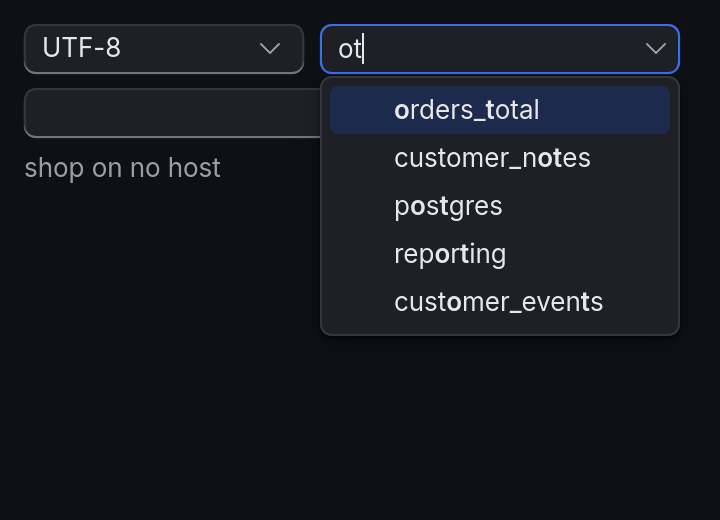 UTF-8
ot
orders_total
customer_notes
postgres
reporting
customer_events
shop on no host